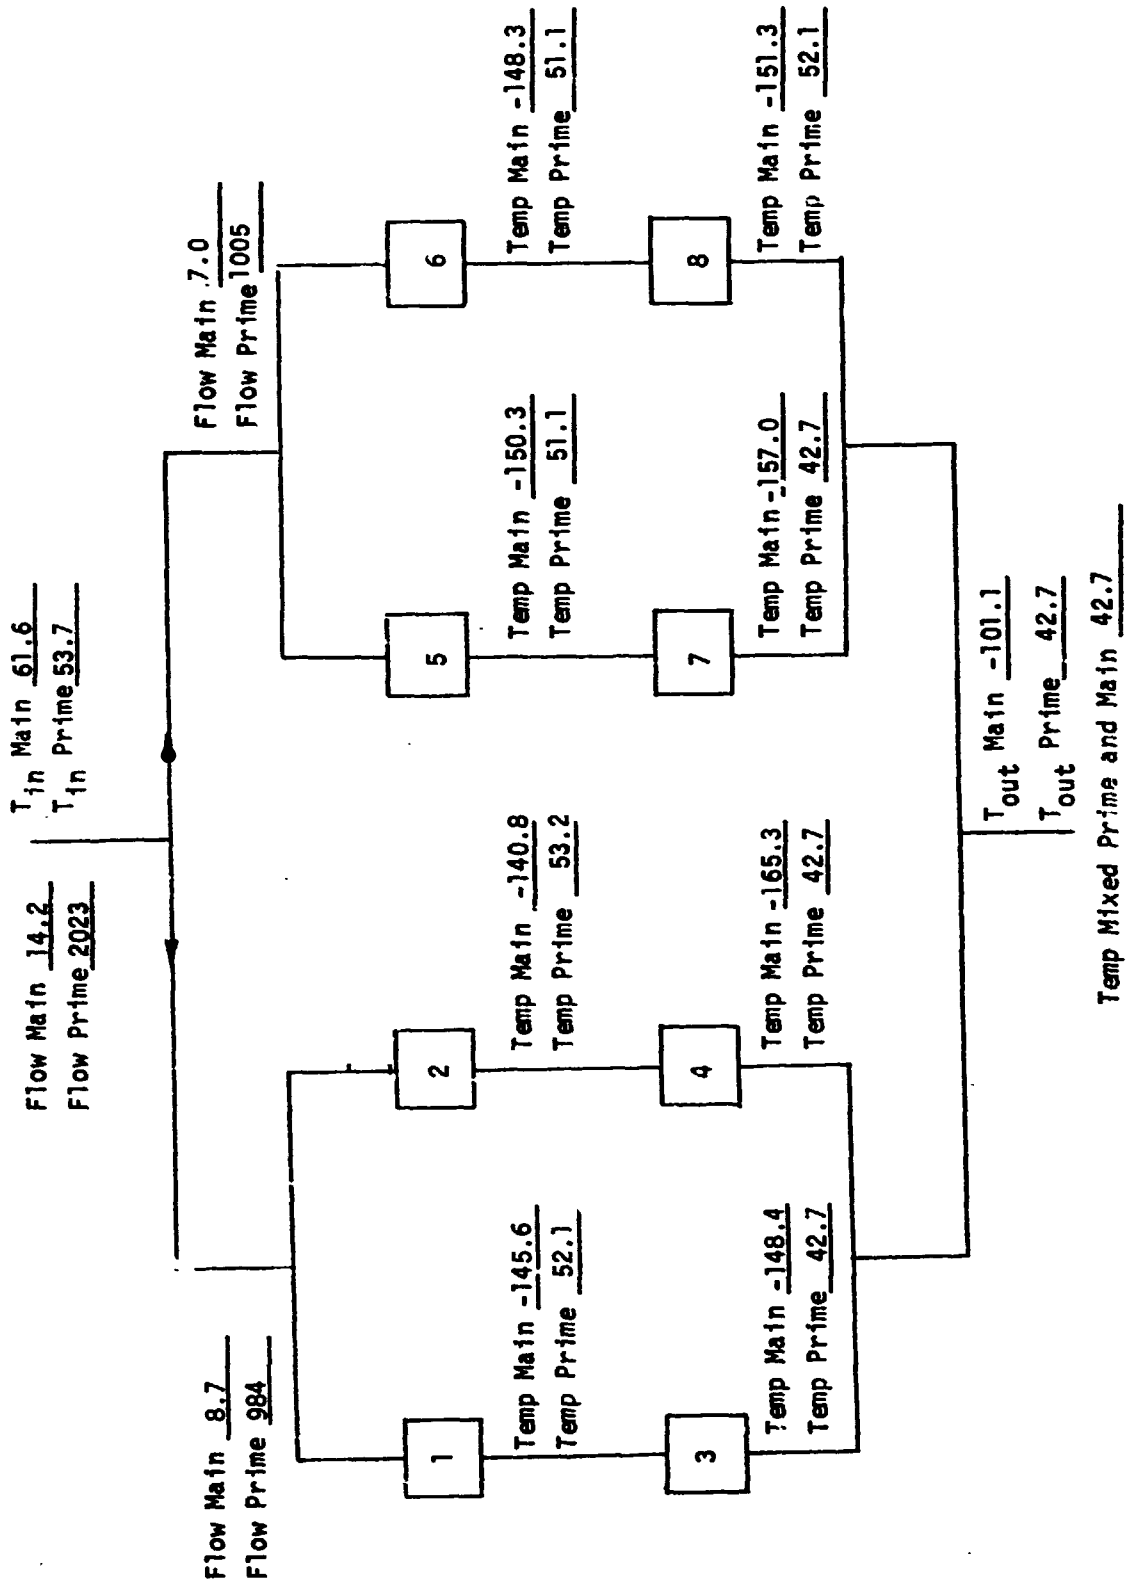 Flow Main 14.2
Flow Prime 2023
Tin Main 61.6
Tin Prime 53.7
Flow Main 8.7
Flow Prime 984
Flow Main 7.0
Flow Prime 1005
1
2
5
6
Temp Main -145.6
Temp Prime 52.1
Temp Main -140.8
Temp Prime 53.2
Temp Main -150.3
Temp Prime 51.1
Temp Main -148.3
Temp Prime 51.1
3
4
7
8
Temp Main -148.4
Temp Prime 42.7
Temp Main -165.3
Temp Prime 42.7
Temp Main -157.0
Temp Prime 42.7
Temp Main -151.3
Temp Prime 52.1
Tout Main -101.1
Tout Prime 42.7
Temp Mixed Prime and Main 42.7